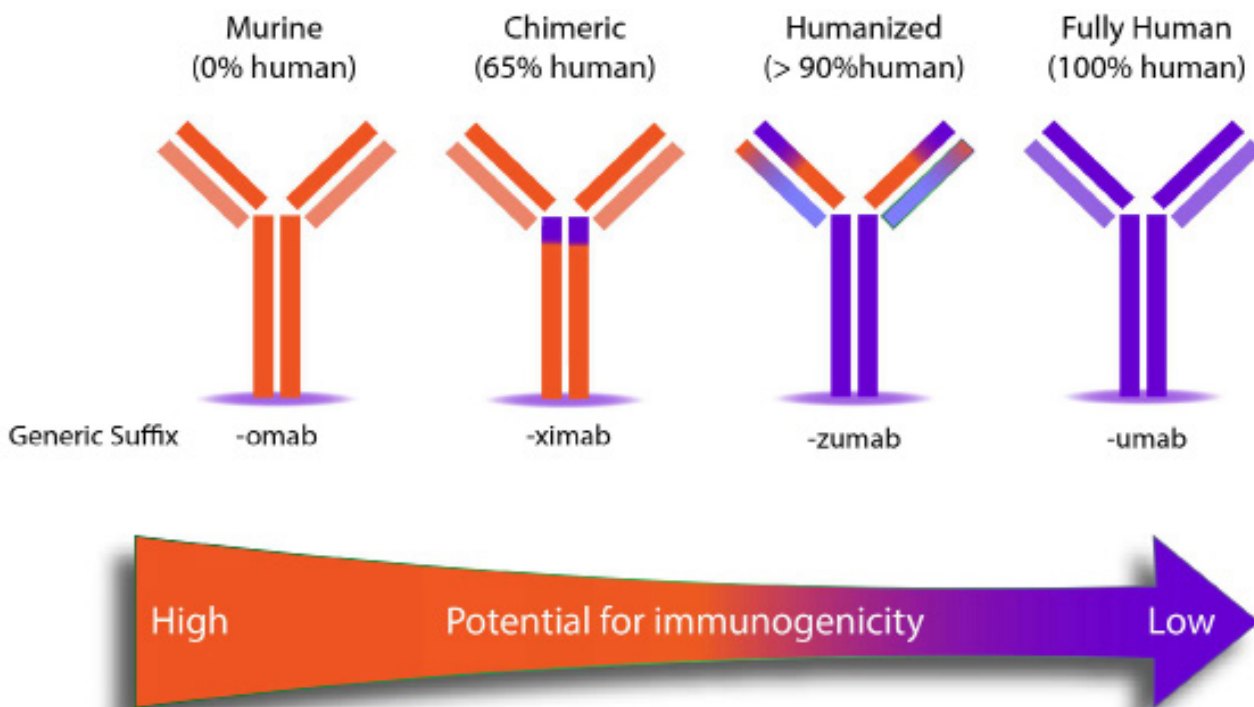 Murine
(0% human)
Chimeric
(65% human)
Humanized
(> 90%human)
Fully Human
(100% human)
Generic Suffix
-omab
-ximab
-zumab
-umab
High
Potential for immunogenicity
Low